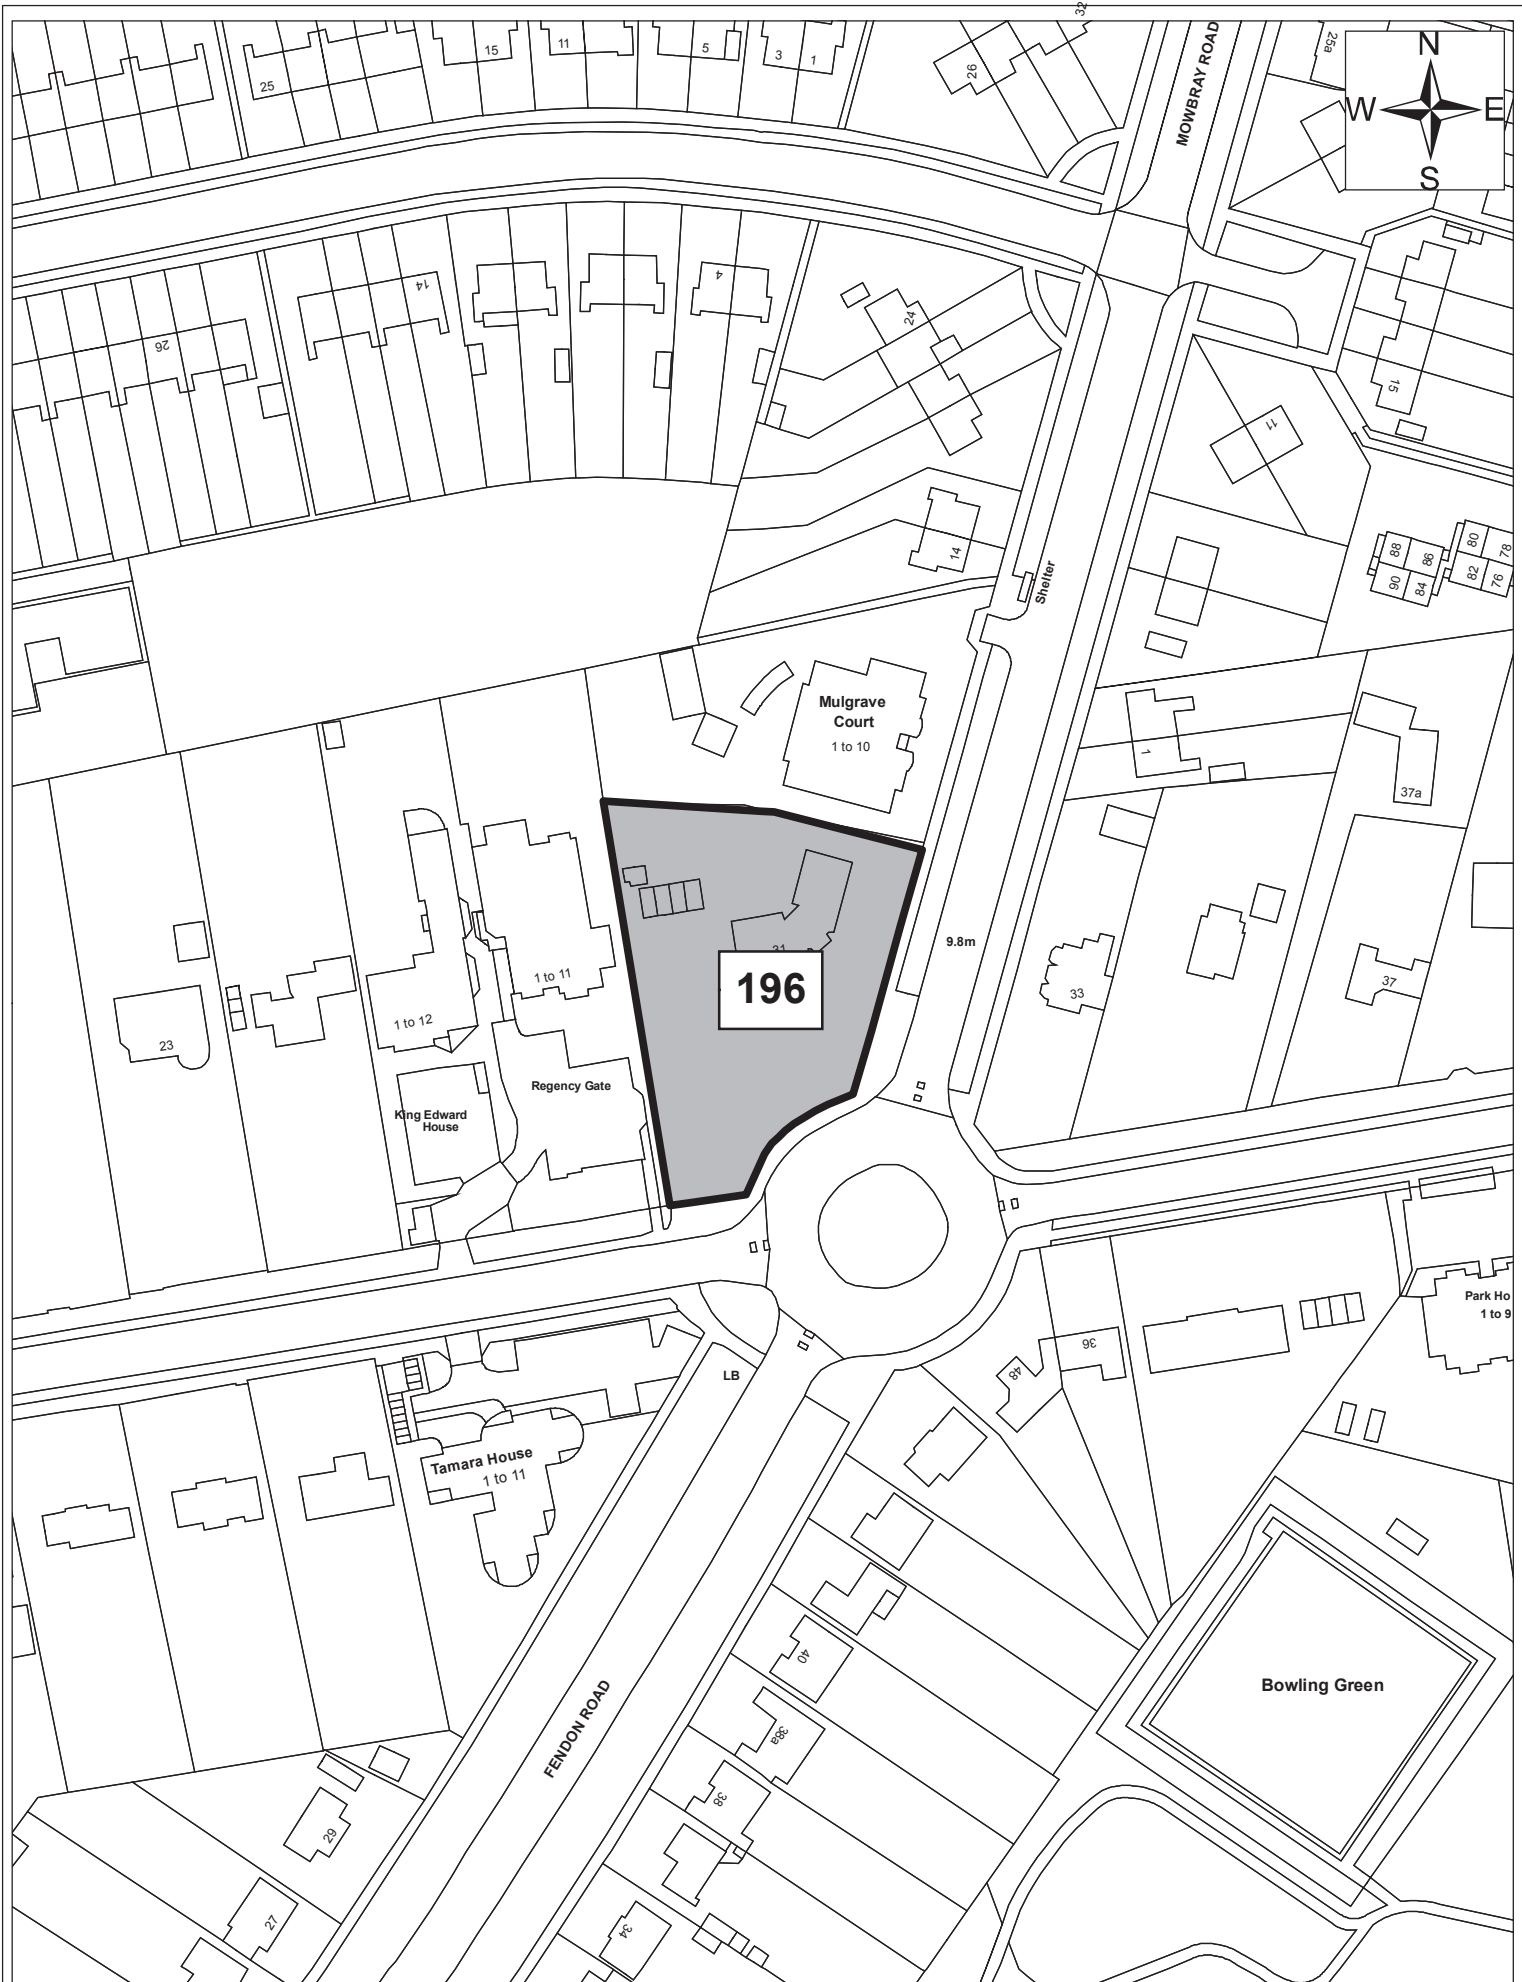 32
15
11
5
3
1
25
26
MOWBRAY ROAD
25a
N
W
E
S
14
4
26
24
15
11
14
Shelter
88
86
90
84
80
78
82
76
Mulgrave
Court
1 to 10
1
37a
31
196
9.8m
33
37
1 to 11
1 to 12
23
Regency Gate
King Edward
House
Park Ho
1 to 9
36
48
LB
Tamara House
1 to 11
40
38a
38
34
FENDON ROAD
Bowling Green
29
27